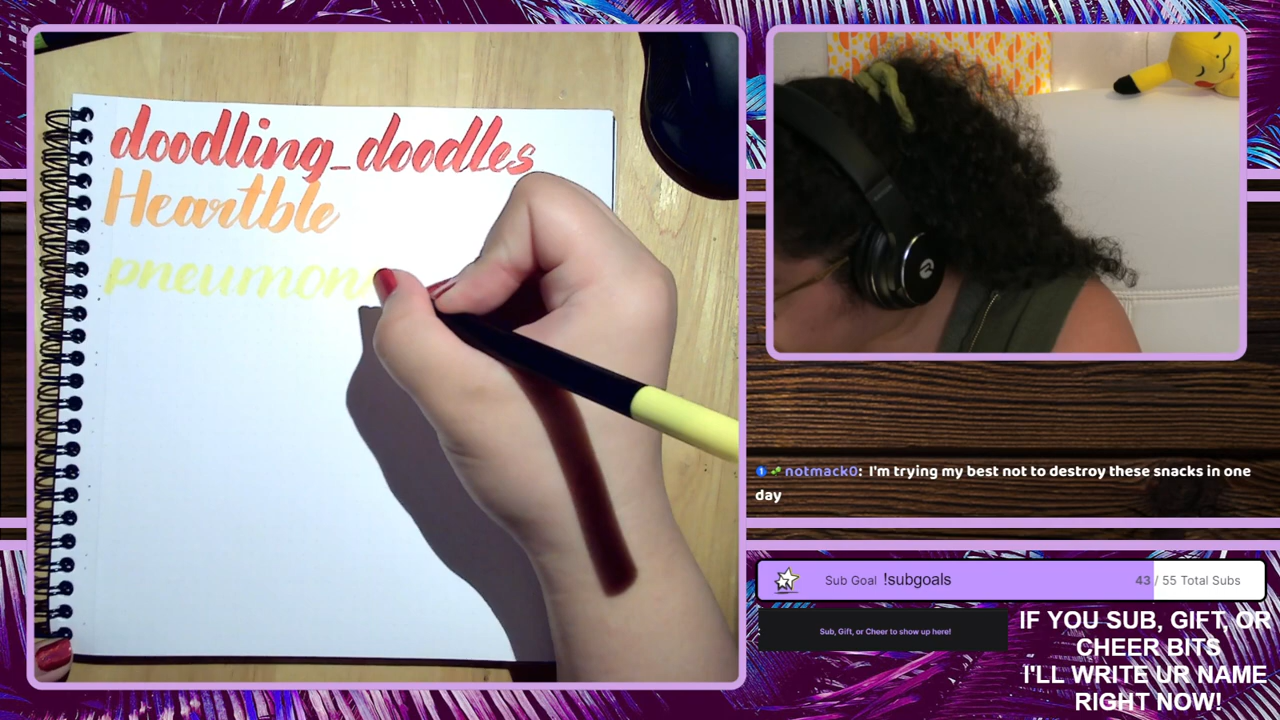 doodling_doodles
Heartble
pneumon
notmack0: I'm trying my best not to destroy these snacks in one
day
Sub Goal !subgoals 43 / 55 Total Subs
Sub, Gift, or Cheer to show up here!
IF YOU SUB, GIFT, OR
CHEER BITS
I'LL WRITE UR NAME
RIGHT NOW!